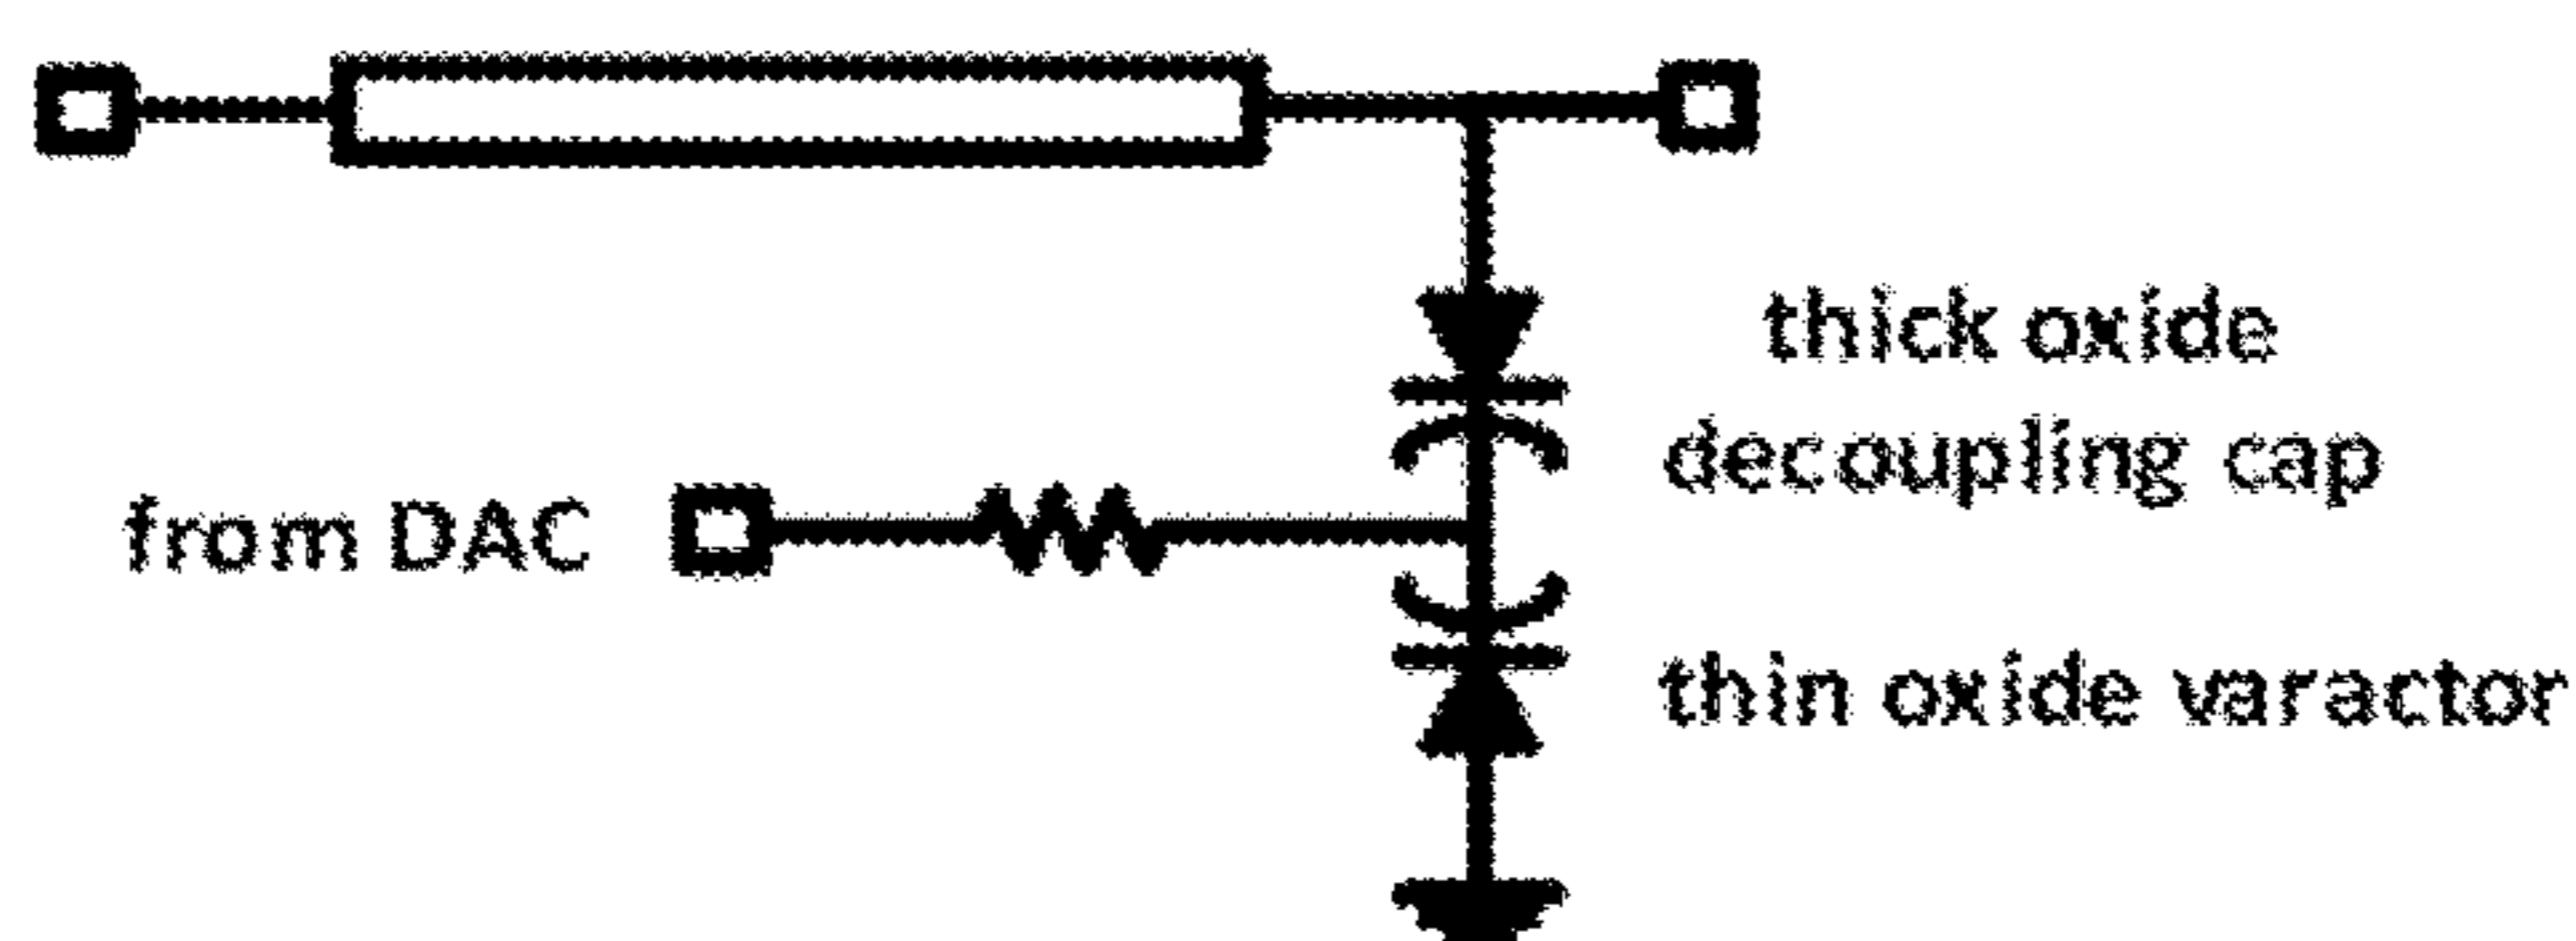 thick oxide
decoupling cap
from DAC
thin oxide varactor